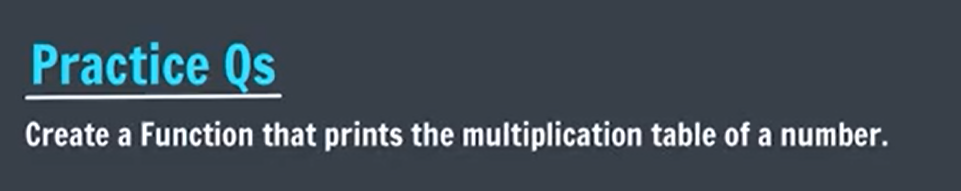 Practice Qs
Create a Function that prints the multiplication table of a number.